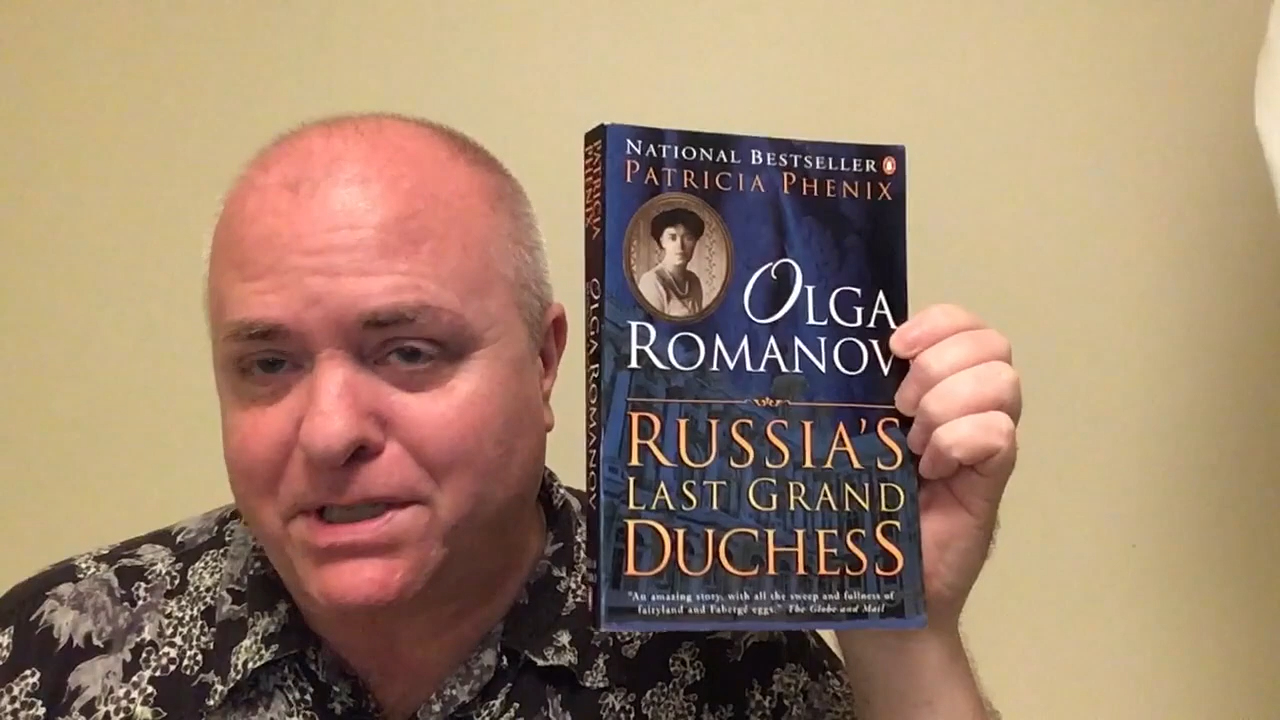 NATIONAL BESTSELLER
PATRICIA PHENIX
OLGA
ROMANOV
RUSSIA'S
LAST GRAND
DUCHESS
"An amazing story, with all the sweep and fullness of
fairyland and Fabergé eggs." The Globe and Mail
PATRICIA
PHENIX
OLGA ROMANOV